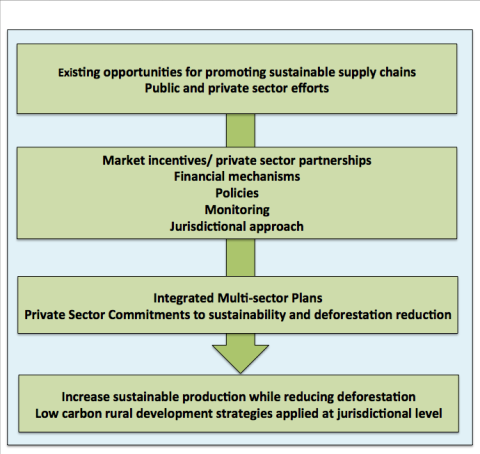 Existing opportunities for promoting sustainable supply chains
Public and private sector efforts
Market incentives/ private sector partnerships
Financial mechanisms
Policies
Monitoring
Jurisdictional approach
Integrated Multi-sector Plans
Private Sector Commitments to sustainability and deforestation reduction
Increase sustainable production while reducing deforestation
Low carbon rural development strategies applied at jurisdictional level